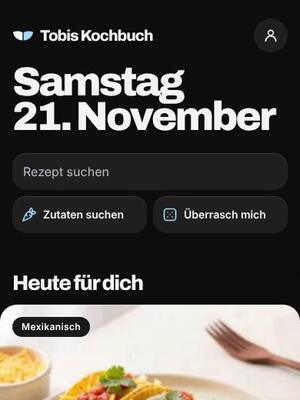 Tobis Kochbuch
Samstag
21. November
Rezept suchen
Zutaten suchen
Überrasch mich
Heute für dich
Mexikanisch